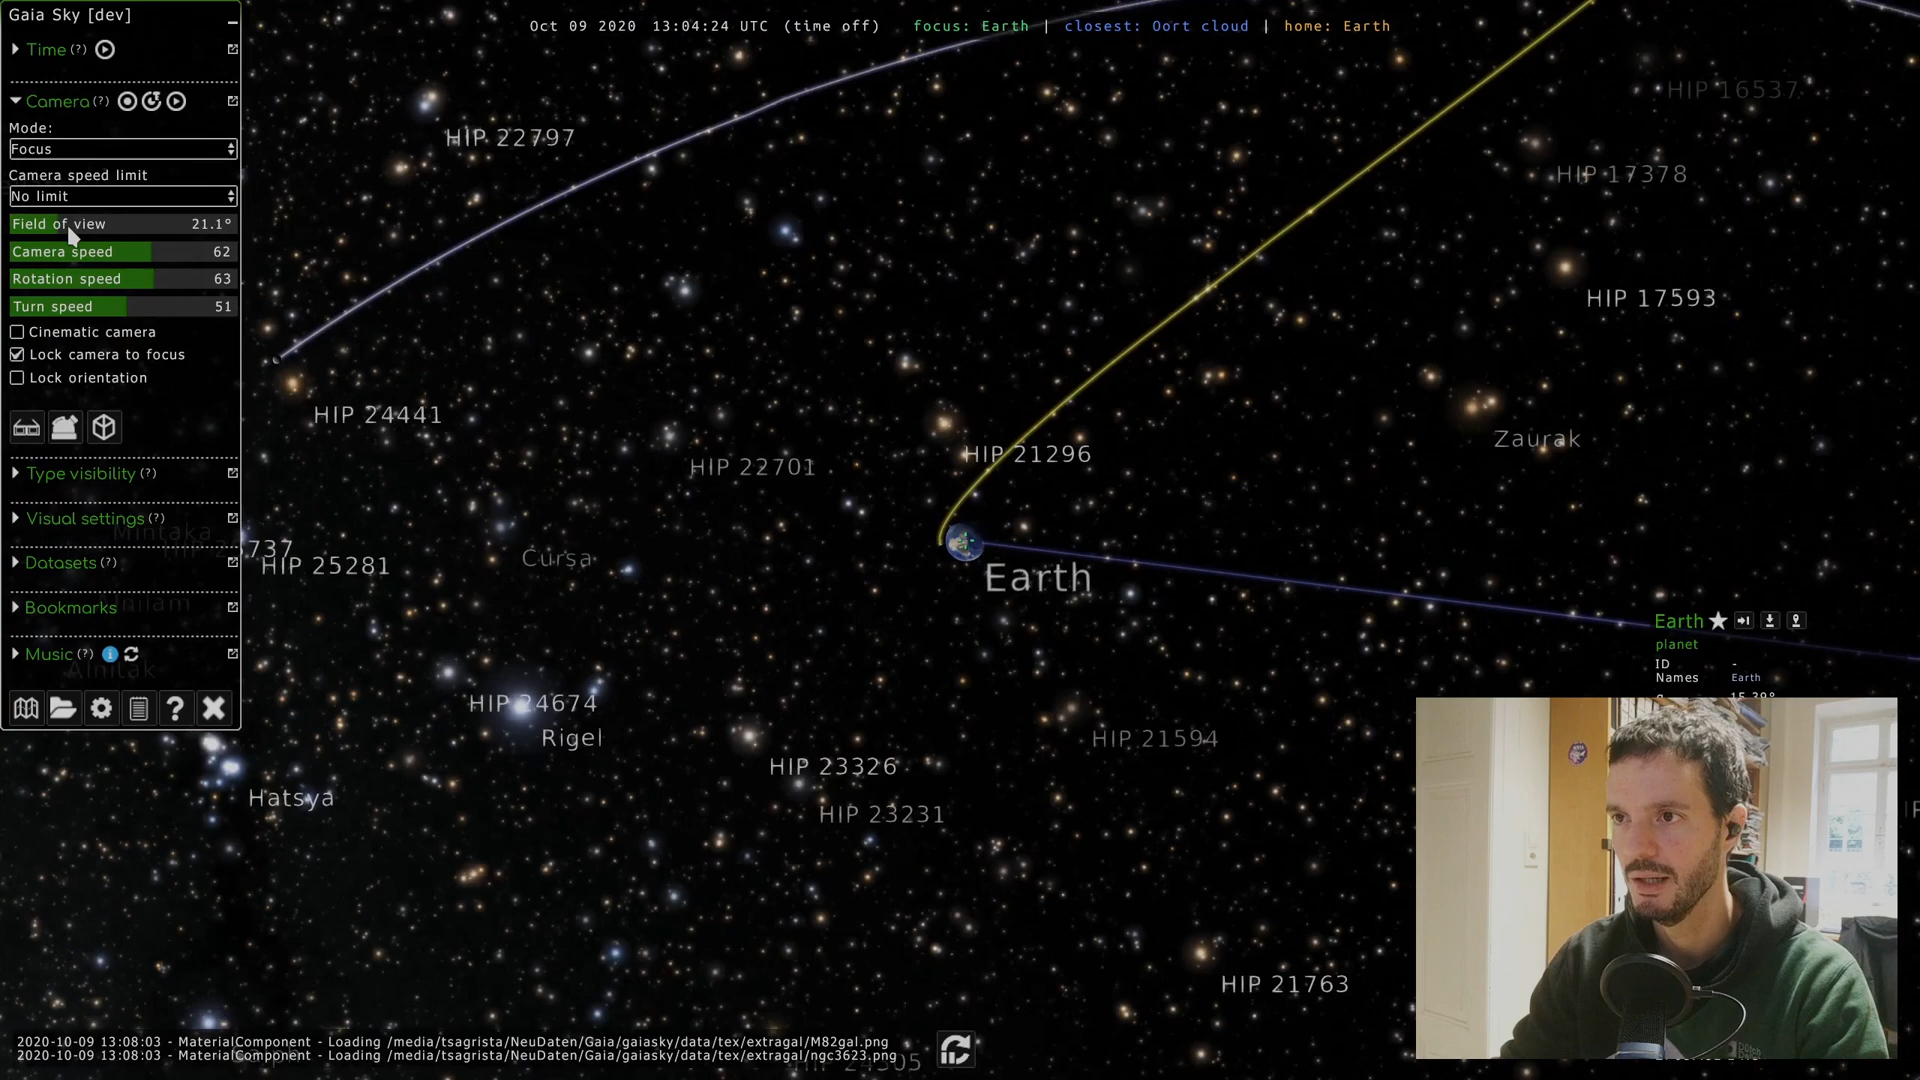 Gaia Sky [dev]
Oct 09 2020 13:04:24 UTC (time off) focus: Earth | closest: Oort cloud | home: Earth
Time (?)
Camera (?)
Mode:
Focus
Camera speed limit
No limit
Field of view 21.1°
Camera speed 62
Rotation speed 63
Turn speed 51
Cinematic camera
Lock camera to focus
Lock orientation
Type visibility (?)
Visual settings (?)
Mintaka
Datasets (?)
Bookmarks
Music (?)
Alnitak
HIP 16537
HIP 22797
HIP 17378
HIP 17593
HIP 24441
Zaurak
HIP 21296
HIP 22701
737
Cursa
HIP 25281
Earth
Earth
planet
ID -
Names Earth
15.39°
HIP 24674
Rigel
HIP 21594
HIP 23326
Hatsya
HIP 23231
HIP 21763
2020-10-09 13:08:03 - MaterialComponent - Loading /media/tsagrista/NeuDaten/Gaia/gaiasky/data/tex/extragal/M82gal.png
2020-10-09 13:08:03 - MaterialComponent - Loading /media/tsagrista/NeuDaten/Gaia/gaiasky/data/tex/extragal/ngc3623.png